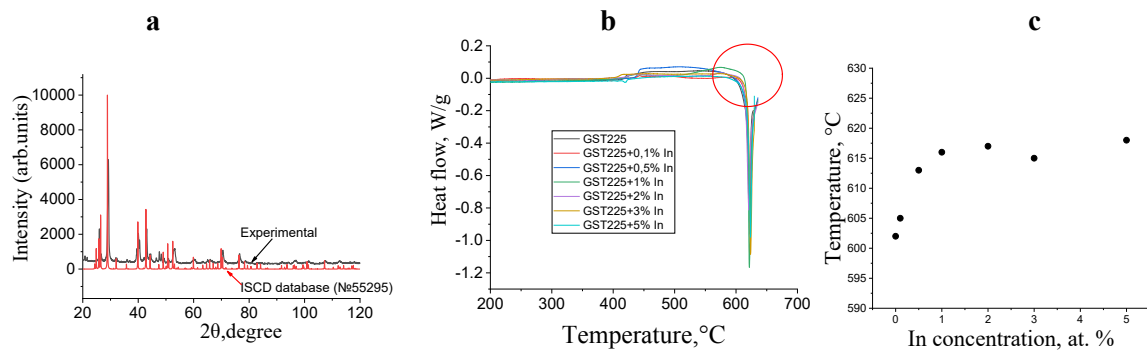 a
Intensity (arb.units)
10000
8000
6000
4000
2000
0
Experimental
ISCD database (№55295)
20 40 60 80 100 120
2θ,degree
b
Heat flow, W/g
0.2
0.0
-0.2
-0.4
-0.6
-0.8
-1.0
-1.2
GST225
GST225+0,1% In
GST225+0,5% In
GST225+1% In
GST225+2% In
GST225+3% In
GST225+5% In
200 300 400 500 600 700
Temperature,°C
c
Temperature, °C
630
625
620
615
605
600
595
590
0 1 2 3 4 5
In concentration, at. %